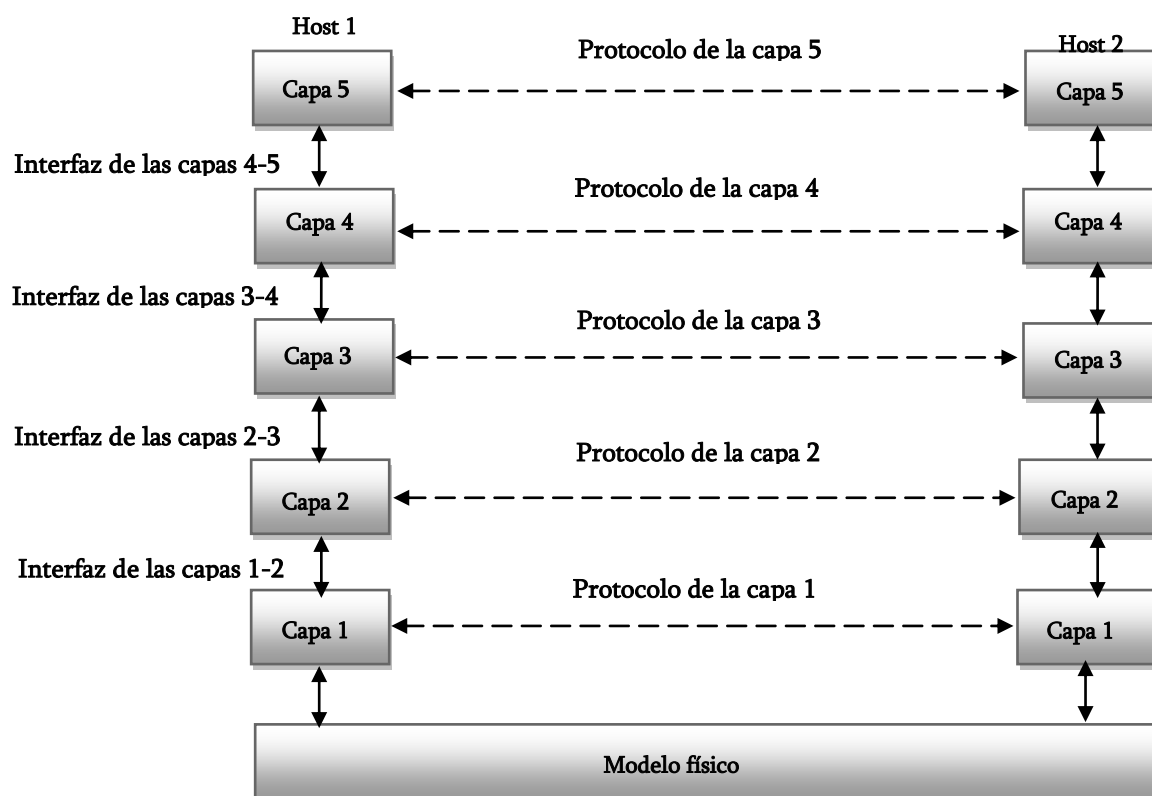 Host 1
Protocolo de la capa 5
Host 2
Capa 5
Capa 5
Interfaz de las capas 4-5
Protocolo de la capa 4
Capa 4
Capa 4
Interfaz de las capas 3-4
Protocolo de la capa 3
Capa 3
Capa 3
Interfaz de las capas 2-3
Protocolo de la capa 2
Capa 2
Capa 2
Interfaz de las capas 1-2
Protocolo de la capa 1
Capa 1
Capa 1
Modelo físico